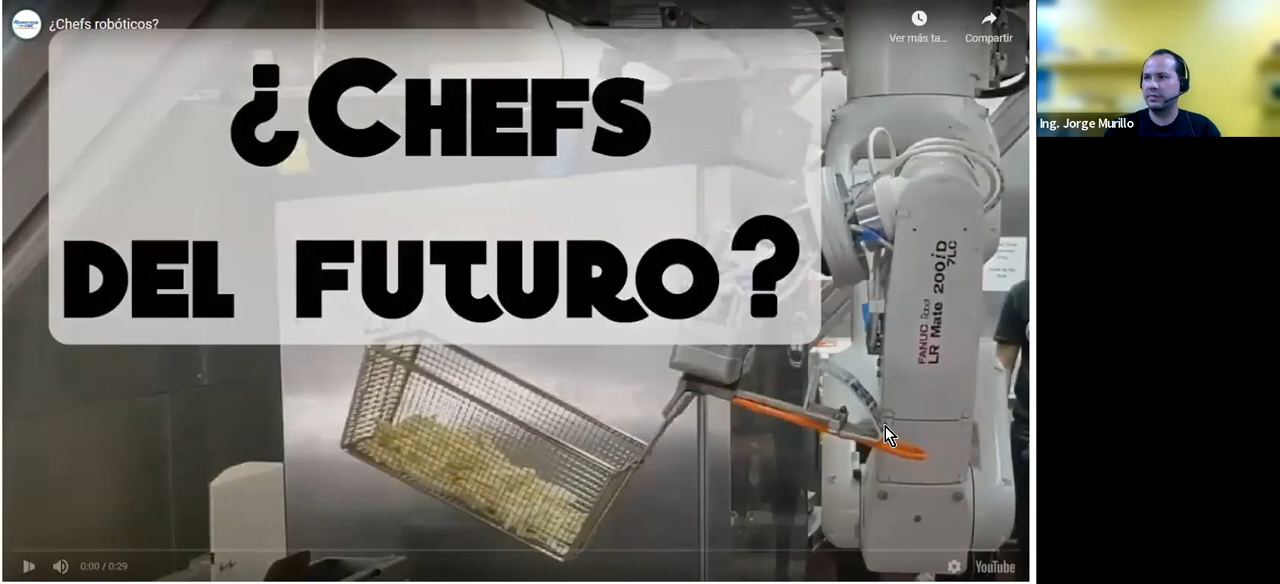 ¿Chefs robóticos?
Ver más ta...
Compartir
¿CHEFS
DEL FUTURO?
FANUC Robot
LR Mate 200iD
7LC
0:00 / 0:29
YouTube
Ing. Jorge Murillo